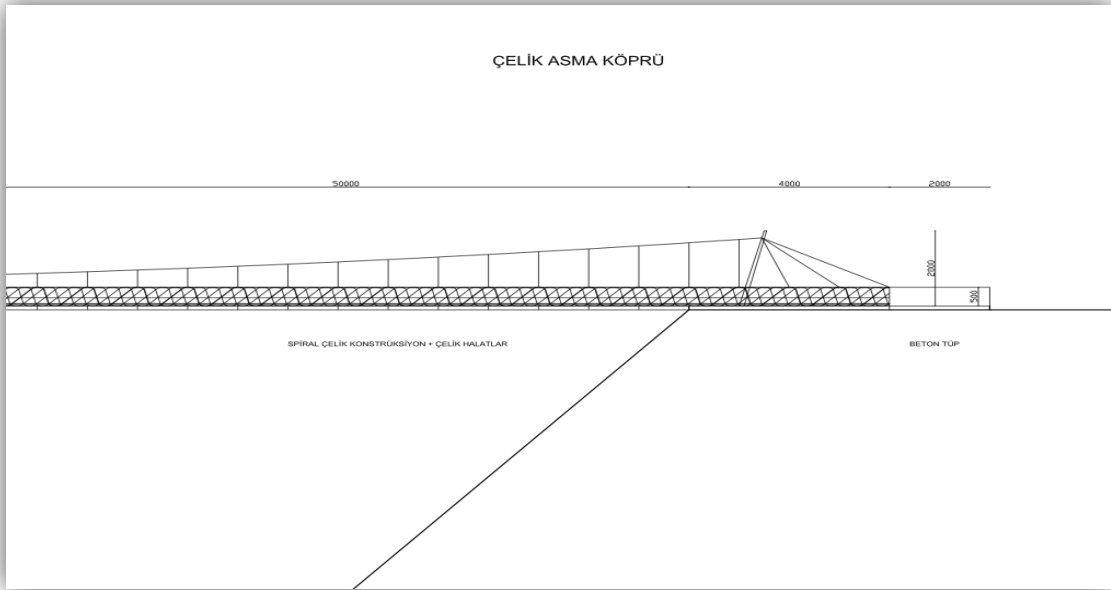 ÇELİK ASMA KÖPRÜ
50000
4000
2000
2000
500
SPİRAL ÇELİK KONSTRÜKSİYON + ÇELİK HALATLAR
BETON TÜP